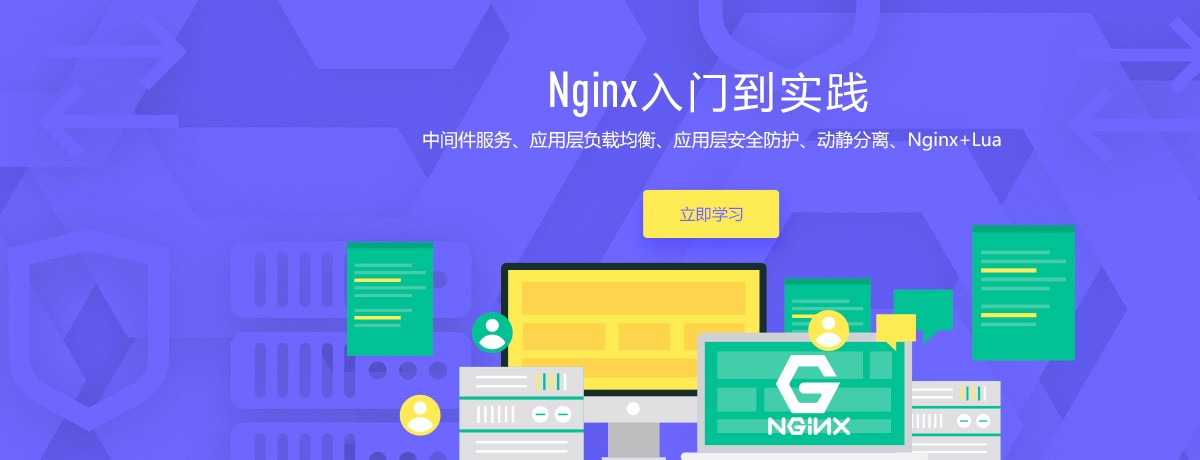 Nginx入门到实践
中间件服务、应用层负载均衡、应用层安全防护、动静分离、Nginx+Lua
立即学习
G
NGiNX